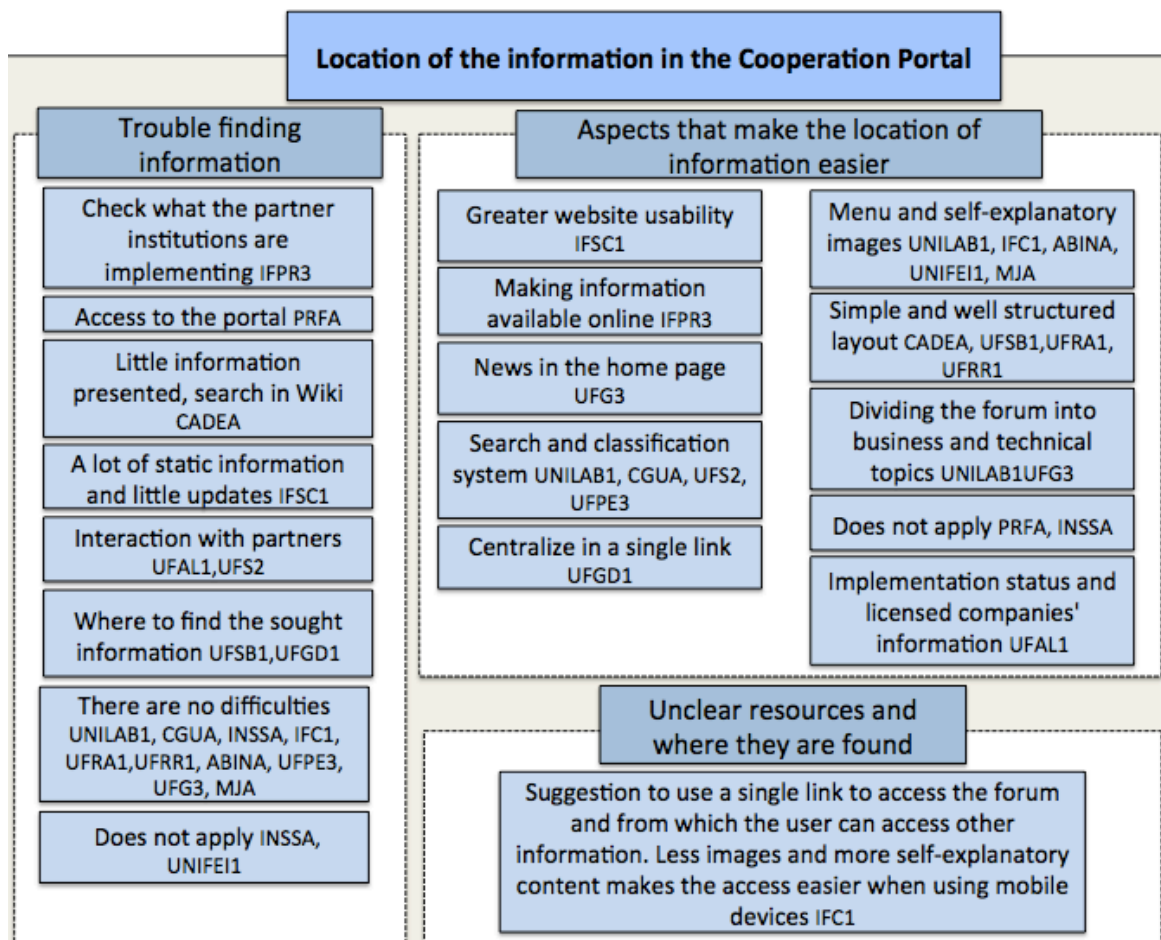 Location of the information in the Cooperation Portal
Trouble finding
information
Check what the partner
institutions are
implementing IFPR3
Access to the portal PRFA
Little information
presented, search in Wiki
CADEA
A lot of static information
and little updates IFSC1
Interaction with partners
UFAL1,UFS2
Where to find the sought
information UFSB1,UFGD1
There are no difficulties
UNILAB1, CGUA, INSSA, IFC1,
UFRA1,UFRR1, ABINA, UFPE3,
UFG3, MJA
Does not apply INSSA,
UNIFEI1
Aspects that make the location of
information easier
Greater website usability
IFSC1
Making information
available online IFPR3
News in the home page
UFG3
Search and classification
system UNILAB1, CGUA, UFS2,
UFPE3
Centralize in a single link
UFGD1
Menu and self-explanatory
images UNILAB1, IFC1, ABINA,
UNIFEI1, MJA
Simple and well structured
layout CADEA, UFSB1,UFRA1,
UFRR1
Dividing the forum into
business and technical
topics UNILAB1UFG3
Does not apply PRFA, INSSA
Implementation status and
licensed companies'
information UFAL1
Unclear resources and
where they are found
Suggestion to use a single link to access the forum
and from which the user can access other
information. Less images and more self-explanatory
content makes the access easier when using mobile
devices IFC1